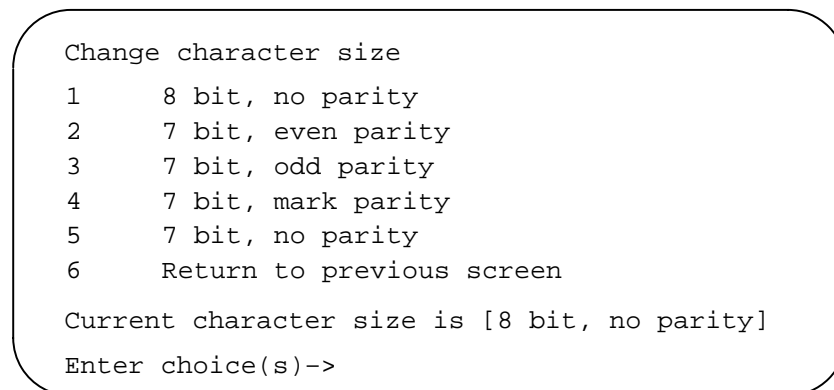 Change character size
1 8 bit, no parity
2 7 bit, even parity
3 7 bit, odd parity
4 7 bit, mark parity
5 7 bit, no parity
6 Return to previous screen
Current character size is [8 bit, no parity]
Enter choice(s)–>